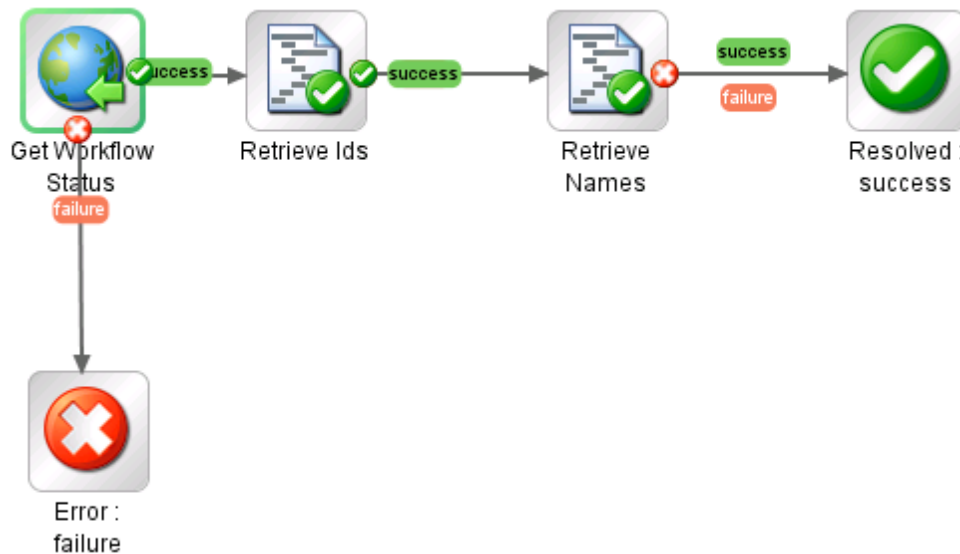 success
success
success
failure
Get Workflow
Status
Retrieve Ids
Retrieve
Names
Resolved :
success
failure
Error :
failure